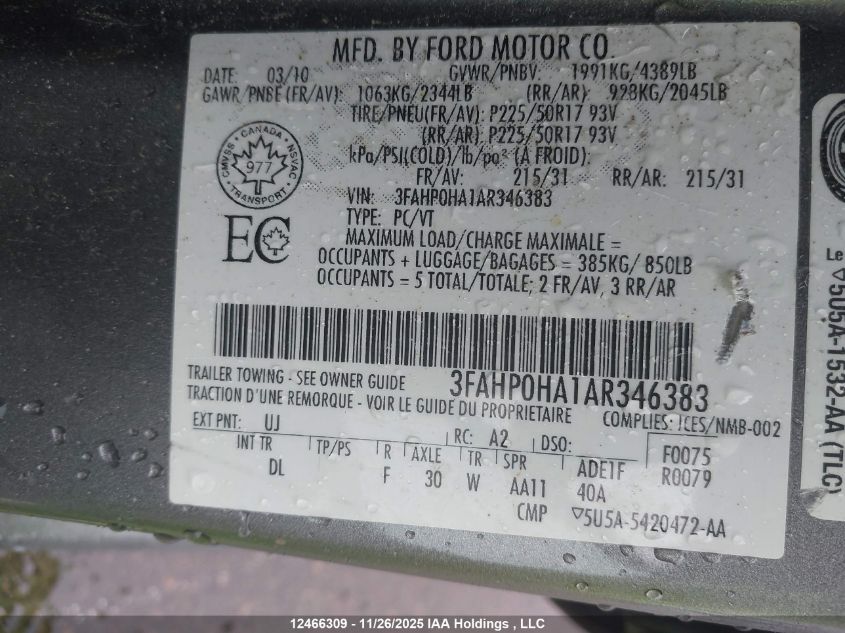 MFD. BY FORD MOTOR CO.
DATE: 03/10 GVWR/PNBV: 1991KG/4389LB
GAWR/PNBE (FR/AV): 1063KG/2344LB (RR/AR): 928KG/2045LB
TIRE/PNEU(FR/AV): P225/50R17 93V
(RR/AR): P225/50R17 93V
kPa/PSI(COLD)/lb/po² (A FROID):
FR/AV: 215/31 RR/AR: 215/31
VIN: 3FAHP0HA1AR346383
TYPE: PC/VT
MAXIMUM LOAD/CHARGE MAXIMALE =
OCCUPANTS + LUGGAGE/BAGAGES = 385KG/ 850LB
OCCUPANTS = 5 TOTAL/TOTALE; 2 FR/AV, 3 RR/AR
CMVSS • CANADA • NSVAC
977
TRANSPORT
EC
TRAILER TOWING - SEE OWNER GUIDE 3FAHP0HA1AR346383
TRACTION D'UNE REMORQUE - VOIR LE GUIDE DU PROPRIETAIRE
COMPLIES: ICES/NMB-002
EXT PNT: UJ RC: A2 DSO: F0075
INT TR TP/PS R AXLE TR SPR ADE1F R0079
DL F 30 W AA11 40A
CMP ▽5U5A-5420472-AA
▽5U5A-1532-AA (TLC)
12466309 - 11/26/2025 IAA Holdings , LLC